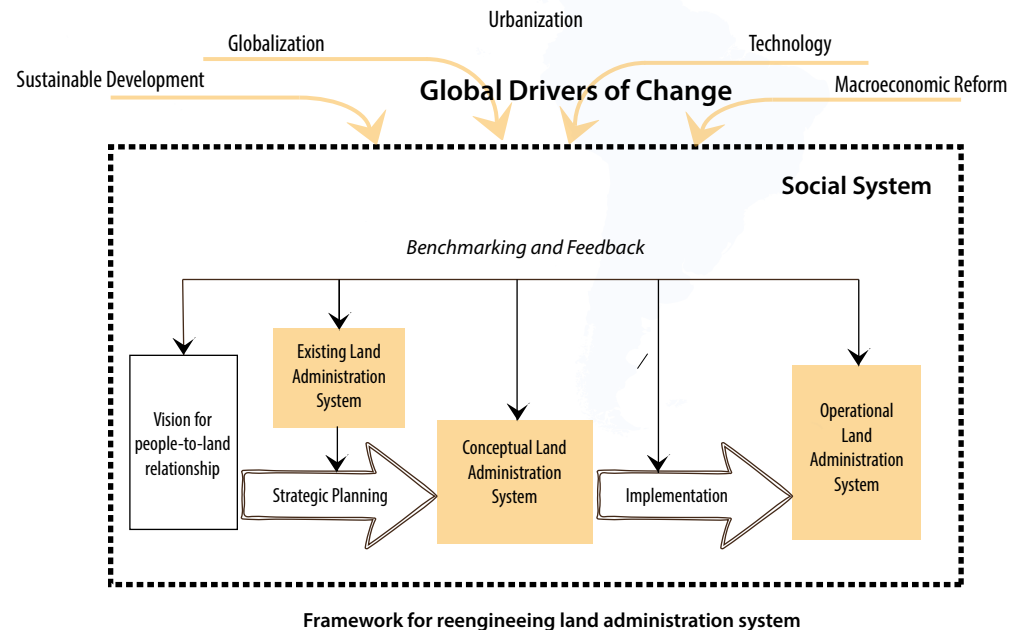 Urbanization
Globalization
Technology
Sustainable Development
Global Drivers of Change
Macroeconomic Reform
Social System
Benchmarking and Feedback
Vision for
people-to-land
relationship
Existing Land
Administration
System
Strategic Planning
Conceptual Land
Administration
System
Implementation
Operational
Land
Administration
System
Framework for reengineeing land administration system